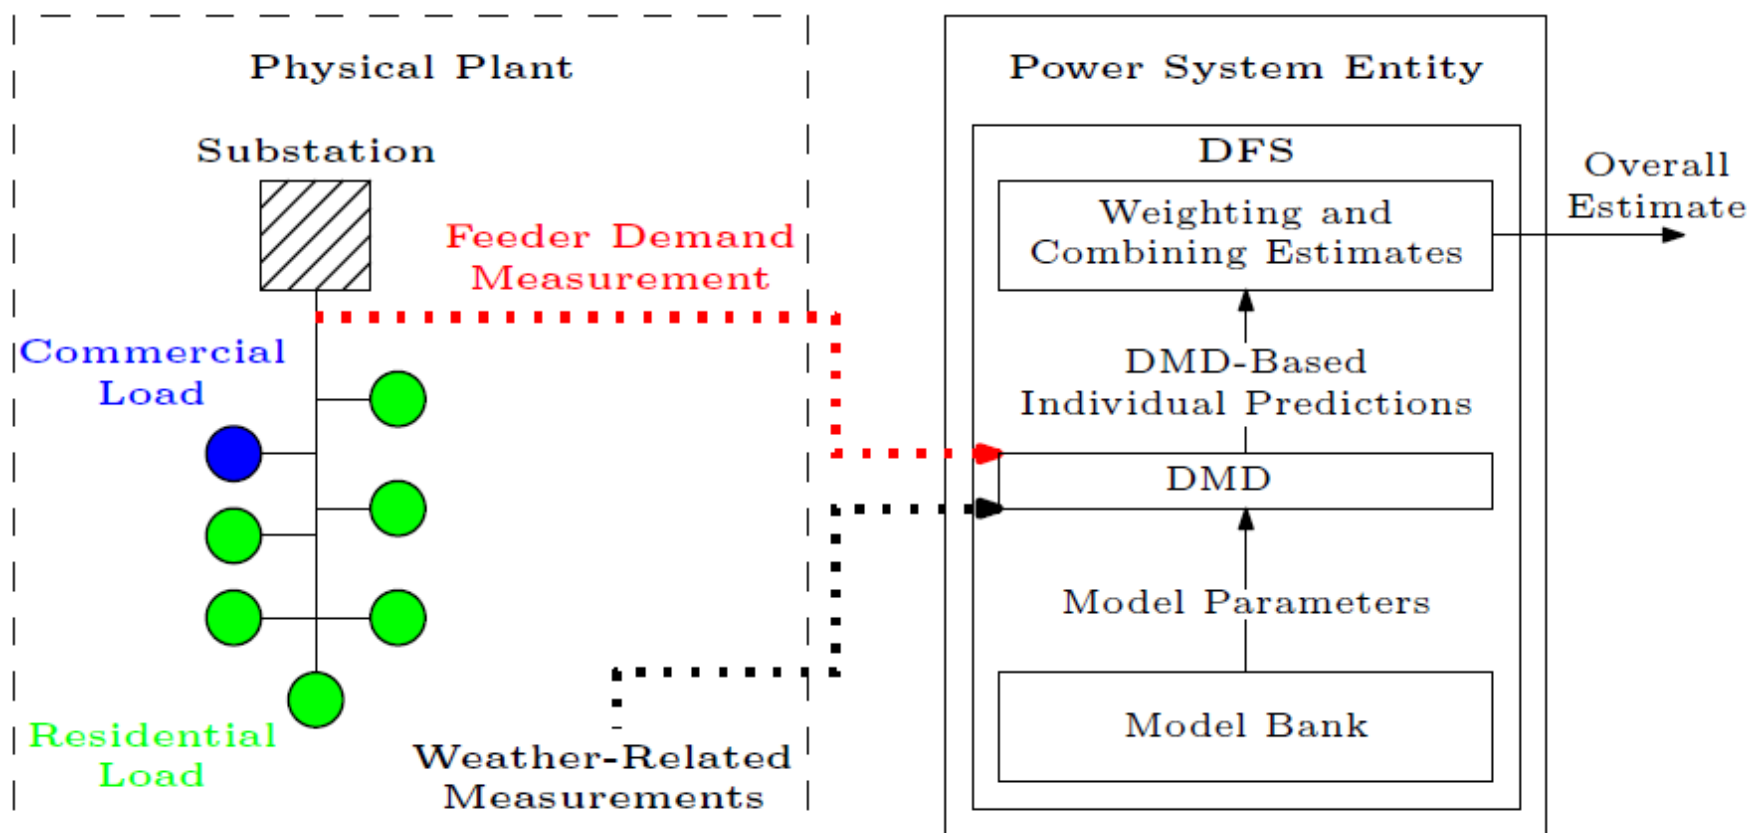 Physical Plant
Substation
Feeder Demand
Measurement
Commercial
Load
Residential
Load
Weather-Related
Measurements
Power System Entity
DFS
Weighting and
Combining Estimates
Overall
Estimate
DMD-Based
Individual Predictions
DMD
Model Parameters
Model Bank